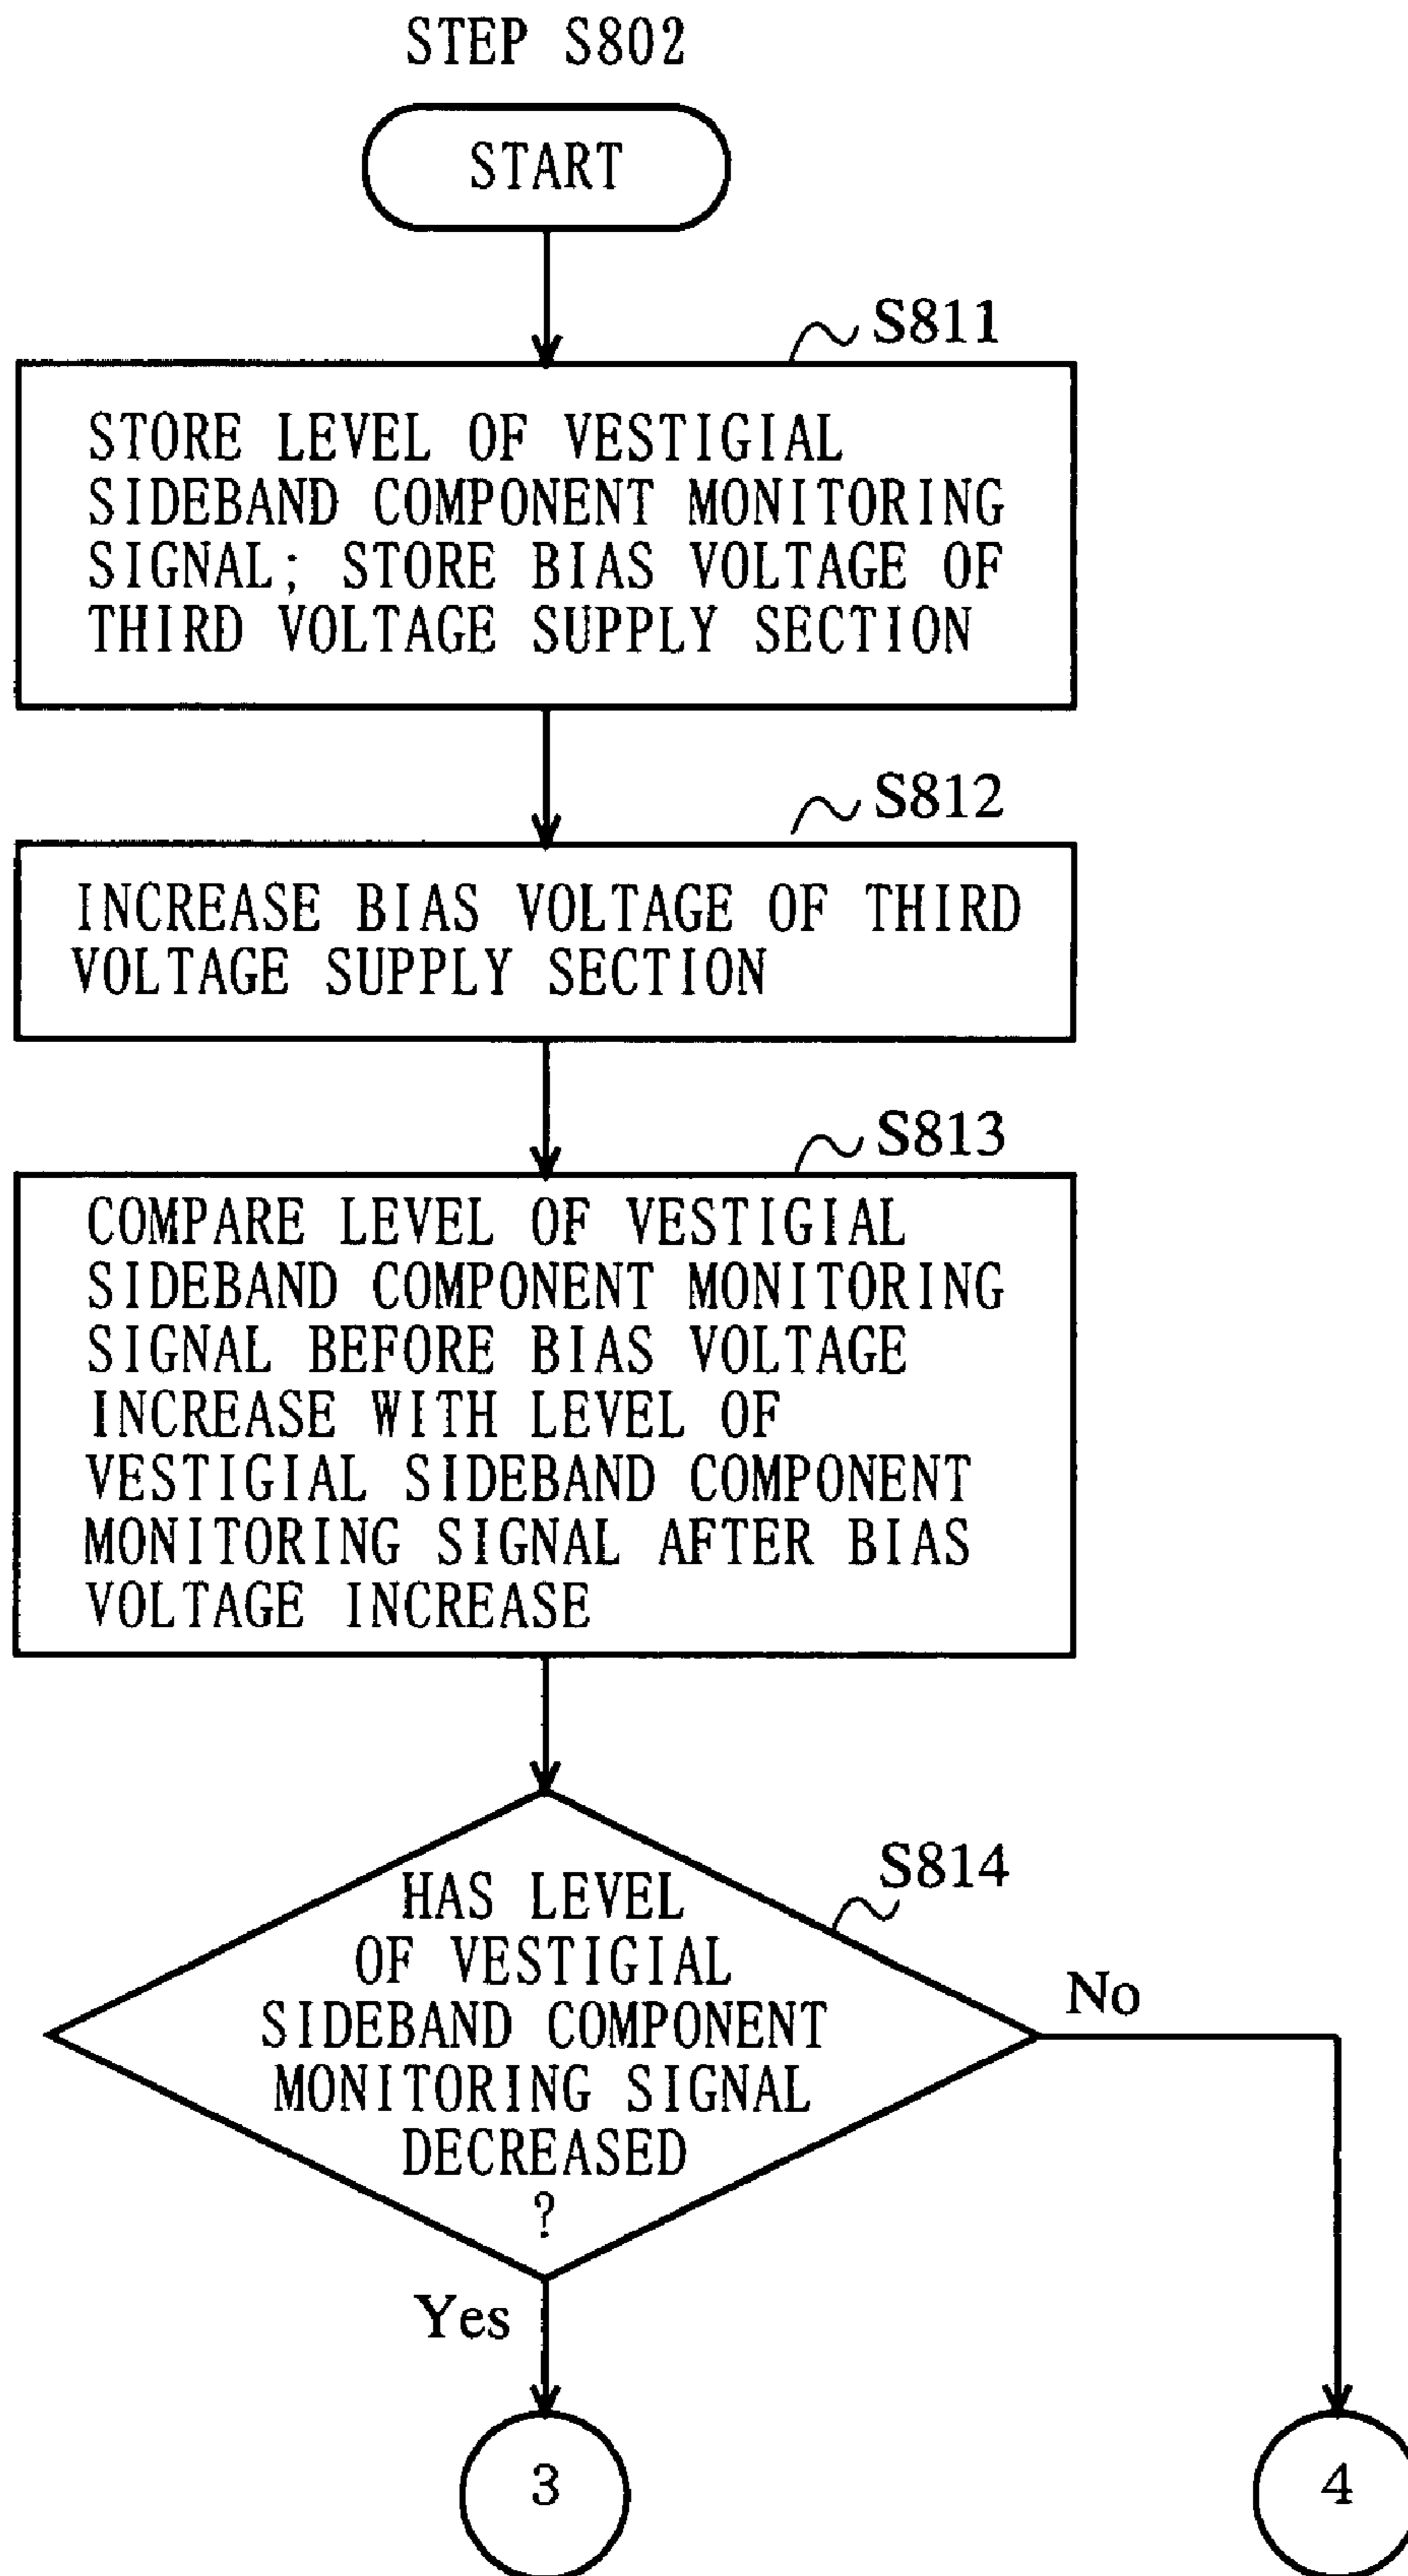 STEP S802
START
S811
STORE LEVEL OF VESTIGIAL
SIDEBAND COMPONENT MONITORING
SIGNAL; STORE BIAS VOLTAGE OF
THIRD VOLTAGE SUPPLY SECTION
S812
INCREASE BIAS VOLTAGE OF THIRD
VOLTAGE SUPPLY SECTION
S813
COMPARE LEVEL OF VESTIGIAL
SIDEBAND COMPONENT MONITORING
SIGNAL BEFORE BIAS VOLTAGE
INCREASE WITH LEVEL OF
VESTIGIAL SIDEBAND COMPONENT
MONITORING SIGNAL AFTER BIAS
VOLTAGE INCREASE
S814
HAS LEVEL
OF VESTIGIAL
SIDEBAND COMPONENT
MONITORING SIGNAL
DECREASED
?
No
Yes
3
4